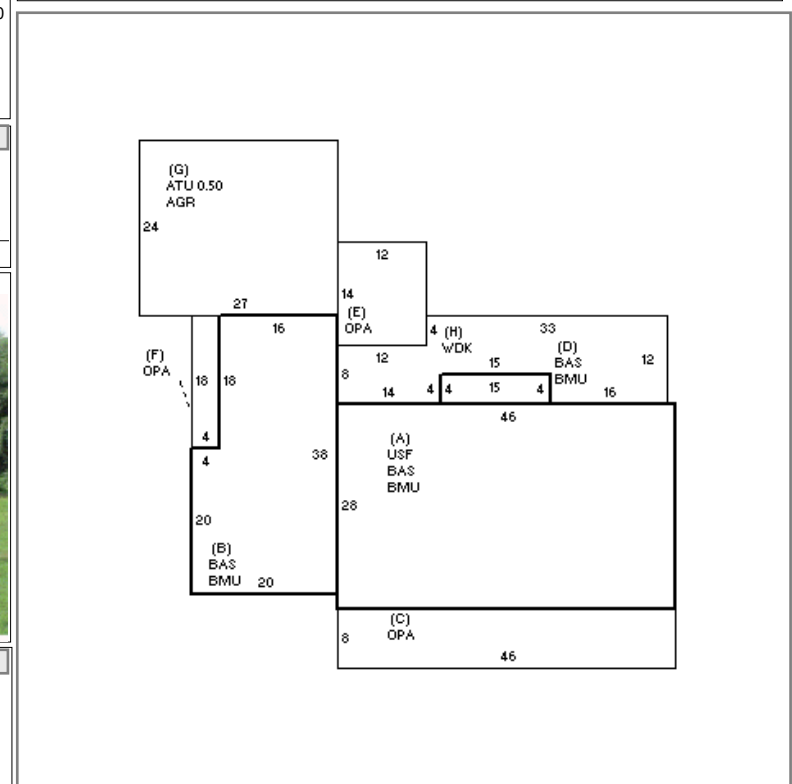 (G)
ATU 0.50
AGR
24
27
12
14
(E)
OPA
16
4 (H)
WDK
33
(D)
BAS
BMU
12
15
12
8
14
4
4
15
4
16
(F)
OPA
18
18
4
4
46
(A)
USF
BAS
BMU
38
28
20
(B)
BAS
BMU
20
(C)
OPA
8
46